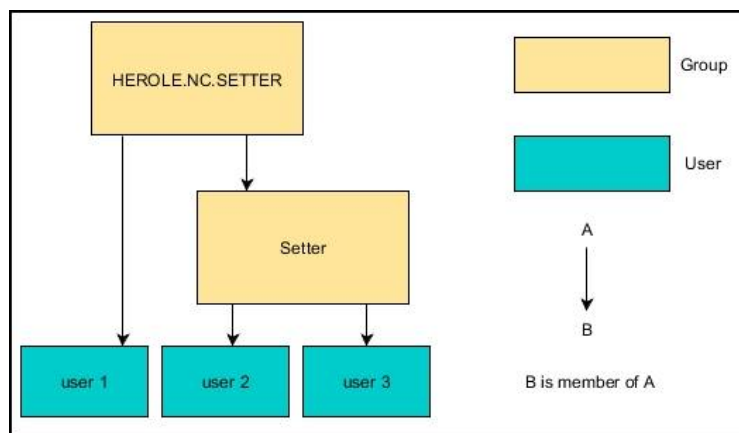 HEROLE.NC.SETTER
Group
User
A
Setter
B
user 1
user 2
user 3
B is member of A